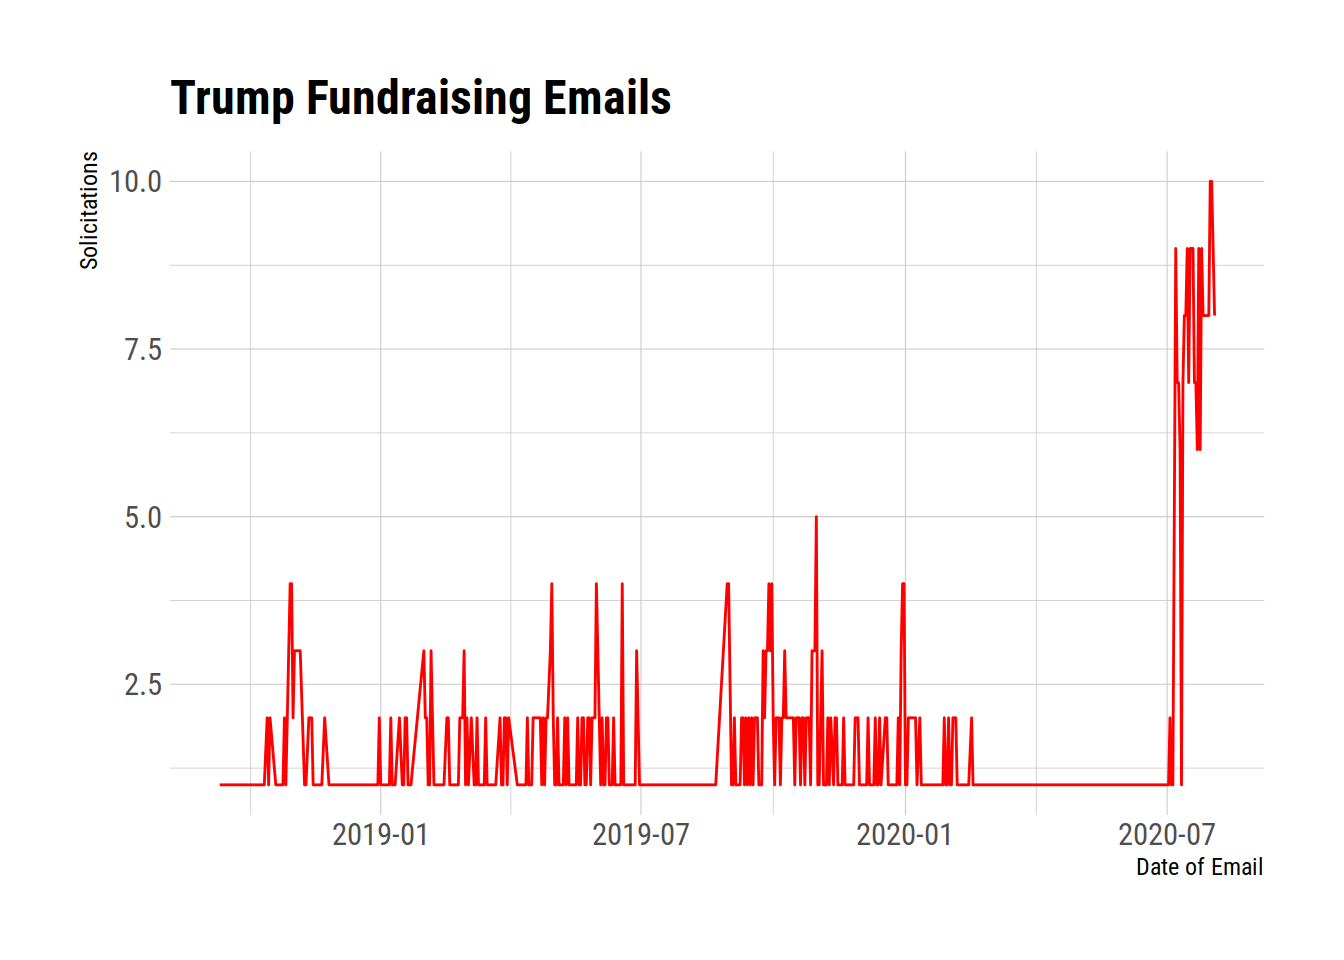 Trump Fundraising Emails
Solicitations
10.0
7.5
5.0
2.5
2019-01
2019-07
2020-01
2020-07
Date of Email